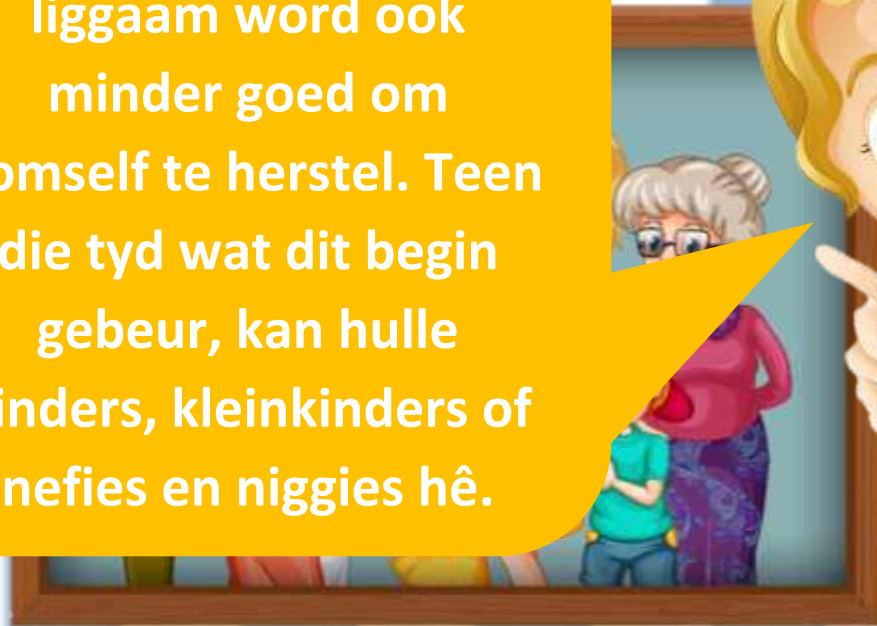 liggaam word ook
minder goed om
omself te herstel. Teen
die tyd wat dit begin
gebeur, kan hulle
inders, kleinkinders of
nefies en niggies hê.